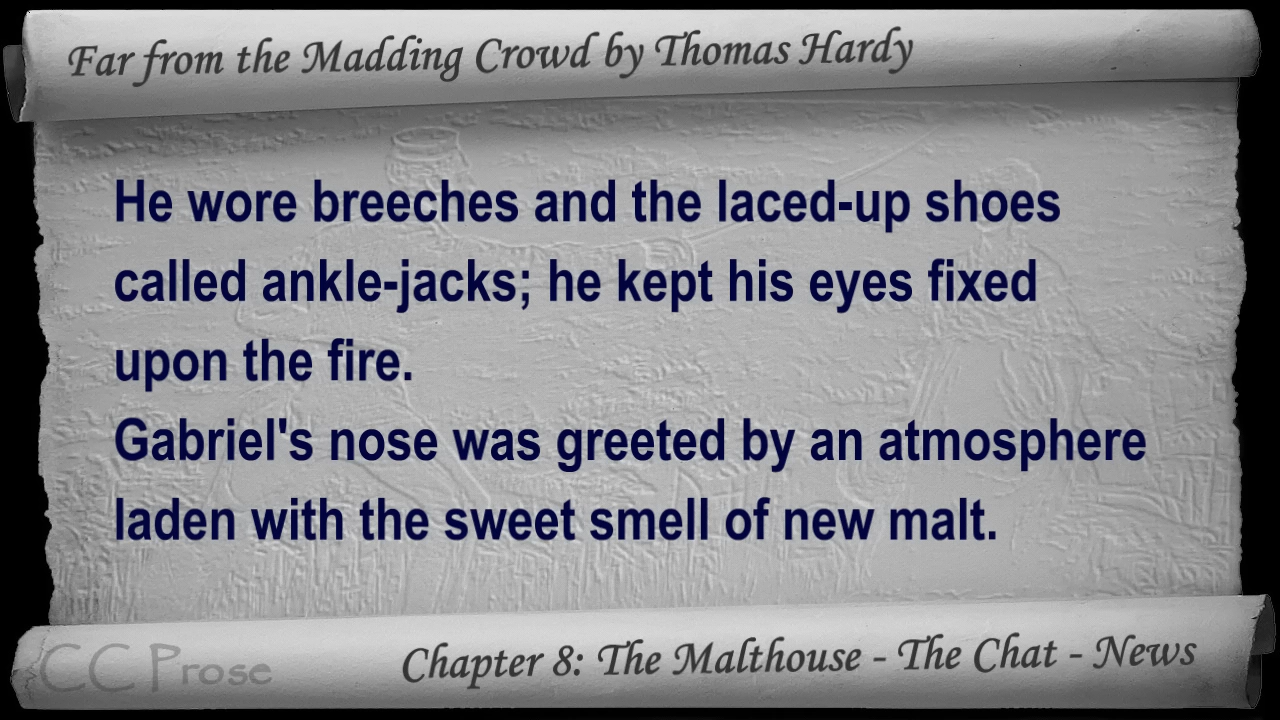 Far from the Madding Crowd by Thomas Hardy
He wore breeches and the laced-up shoes
called ankle-jacks; he kept his eyes fixed
upon the fire.
Gabriel's nose was greeted by an atmosphere
laden with the sweet smell of new malt.
CC Prose
Chapter 8: The Malthouse - The Chat - News